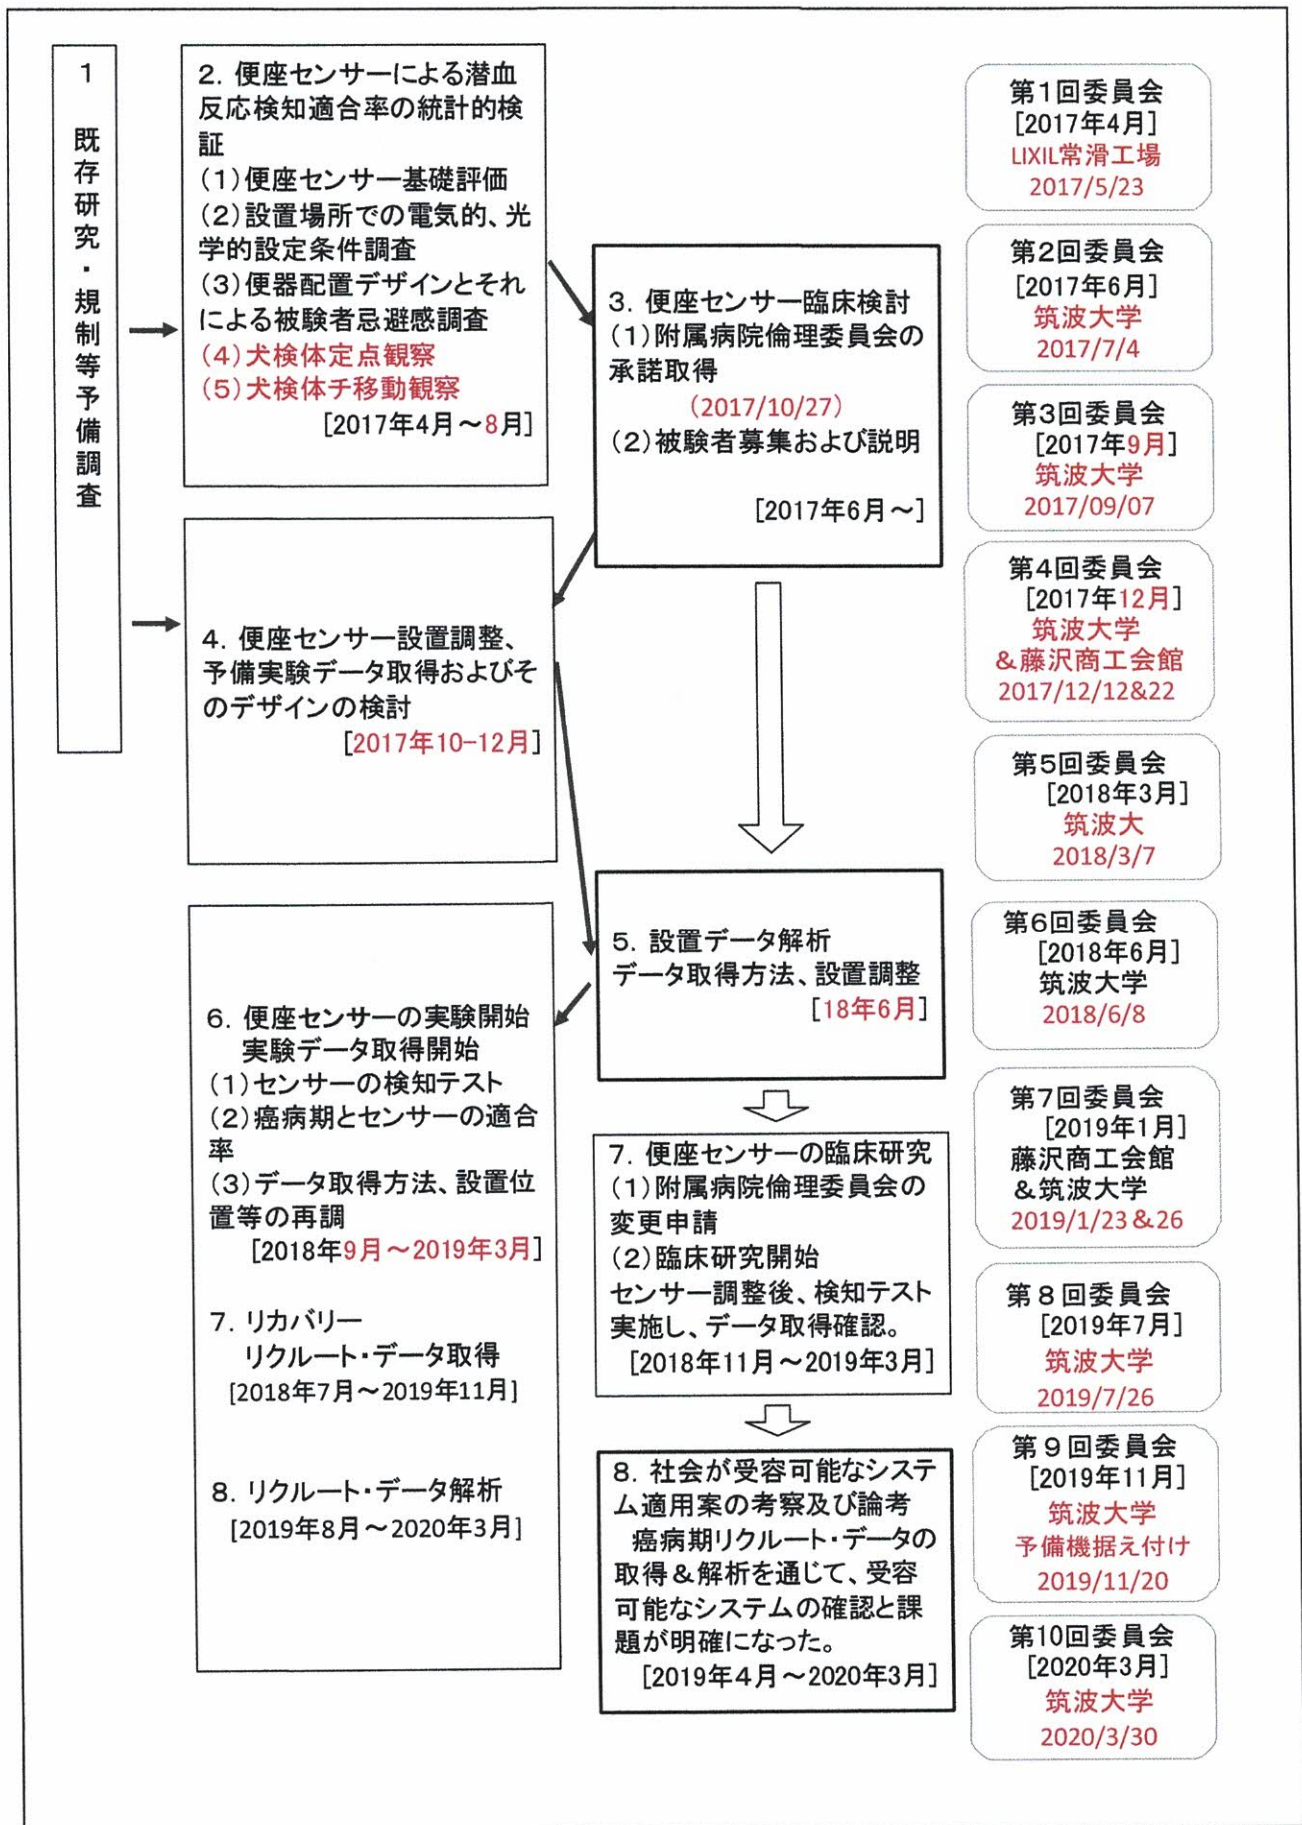 1
既存研究・規制等予備調査
2. 便座センサーによる潜血
反応検知適合率の統計的検
証
(1)便座センサー基礎評価
(2)設置場所での電気的、光
学的設定条件調査
(3)便器配置デザインとそれ
による被験者忌避感調査
(4)犬検体定点観察
(5)犬検体チ移動観察
[2017年4月～8月]
3. 便座センサー臨床検討
(1)附属病院倫理委員会の
承諾取得
(2017/10/27)
(2)被験者募集および説明
[2017年6月～]
4. 便座センサー設置調整、
予備実験データ取得およびそ
のデザインの検討
[2017年10-12月]
5. 設置データ解析
データ取得方法、設置調整
[18年6月]
6. 便座センサーの実験開始
実験データ取得開始
(1)センサーの検知テスト
(2)癌病期とセンサーの適合
率
(3)データ取得方法、設置位
置等の再調
[2018年9月～2019年3月]
7. リカバリー
リクルート・データ取得
[2018年7月～2019年11月]
8. リクルート・データ解析
[2019年8月～2020年3月]
7. 便座センサーの臨床研究
(1)附属病院倫理委員会の
変更申請
(2)臨床研究開始
センサー調整後、検知テスト
実施し、データ取得確認。
[2018年11月～2019年3月]
8. 社会が受容可能なシステ
ム適用案の考察及び論考
癌病期リクルート・データの
取得&解析を通じて、受容
可能なシステムの確認と課
題が明確になった。
[2019年4月～2020年3月]
第1回委員会
[2017年4月]
LIXIL常滑工場
2017/5/23
第2回委員会
[2017年6月]
筑波大学
2017/7/4
第3回委員会
[2017年9月]
筑波大学
2017/09/07
第4回委員会
[2017年12月]
筑波大学
&藤沢商工会館
2017/12/12&22
第5回委員会
[2018年3月]
筑波大
2018/3/7
第6回委員会
[2018年6月]
筑波大学
2018/6/8
第7回委員会
[2019年1月]
藤沢商工会館
&筑波大学
2019/1/23&26
第8回委員会
[2019年7月]
筑波大学
2019/7/26
第9回委員会
[2019年11月]
筑波大学
予備機据え付け
2019/11/20
第10回委員会
[2020年3月]
筑波大学
2020/3/30